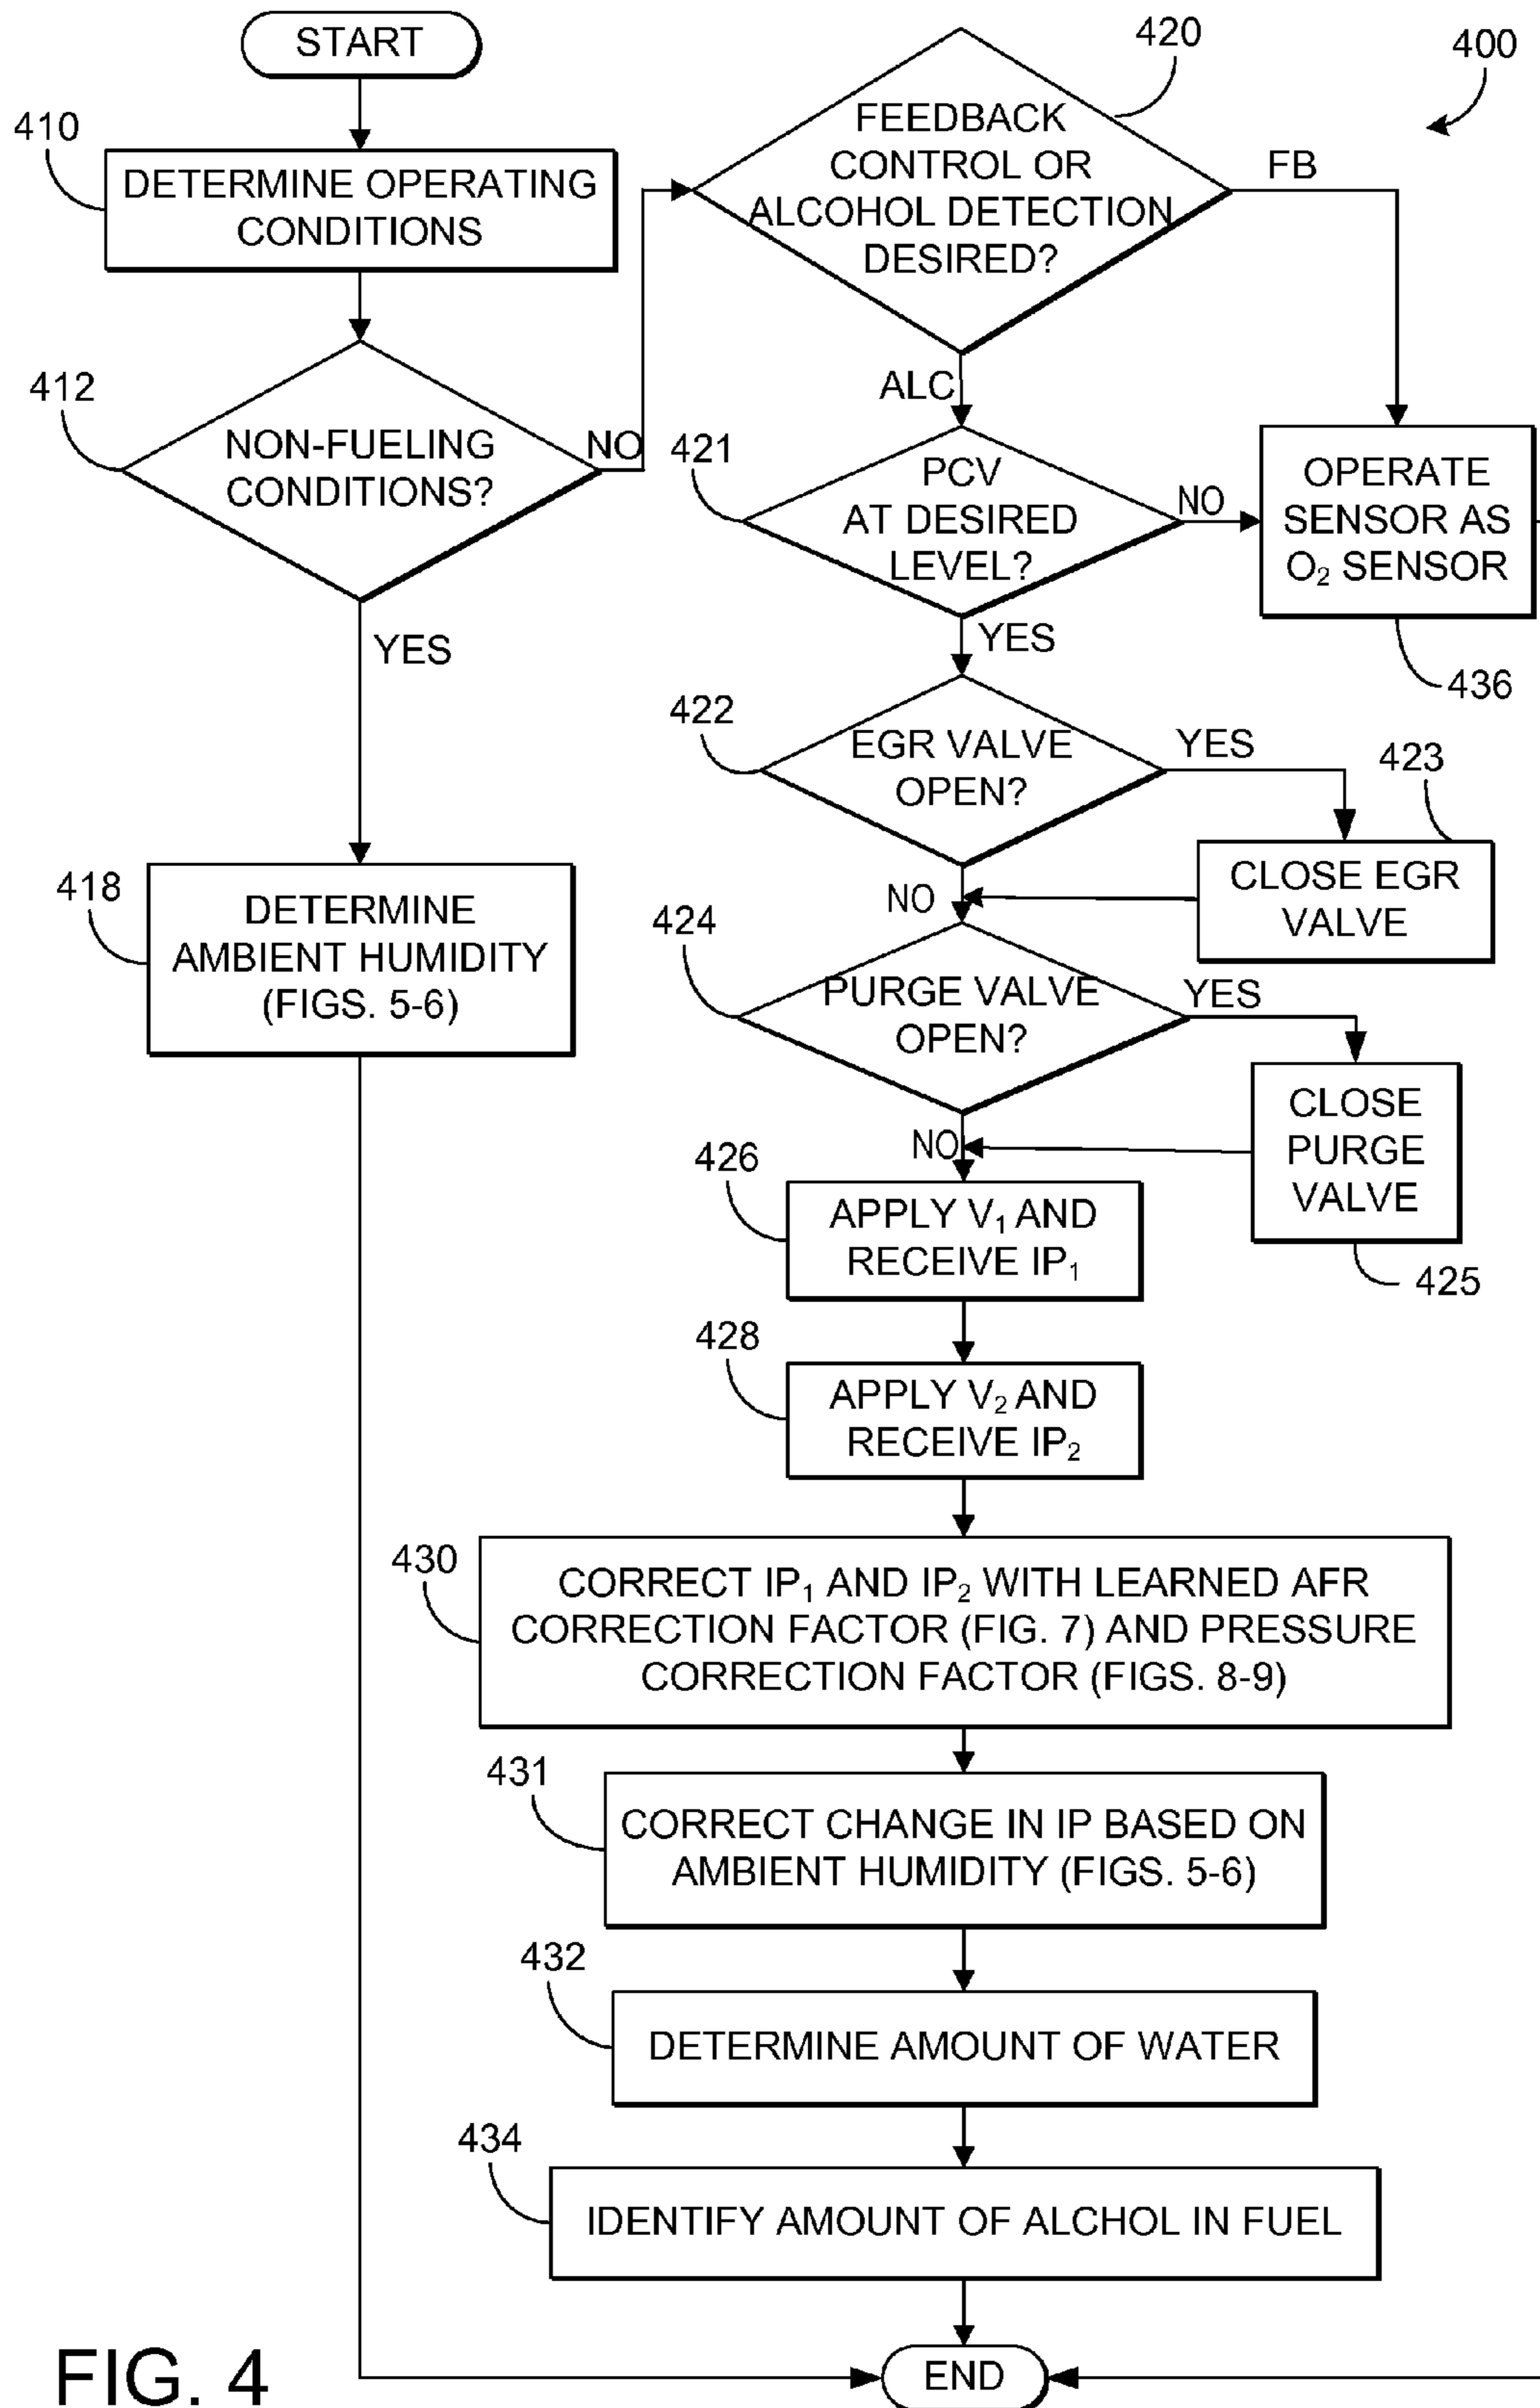 START
410
DETERMINE OPERATING
CONDITIONS
412
NON-FUELING
CONDITIONS?
NO
YES
418
DETERMINE
AMBIENT HUMIDITY
(FIGS. 5-6)
420
400
FEEDBACK
CONTROL OR
ALCOHOL DETECTION
DESIRED?
FB
ALC
421
PCV
AT DESIRED
LEVEL?
NO
OPERATE
SENSOR AS
O₂ SENSOR
436
YES
422
EGR VALVE
OPEN?
YES
423
CLOSE EGR
VALVE
NO
424
PURGE VALVE
OPEN?
YES
CLOSE
PURGE
VALVE
425
NO
426
APPLY V₁ AND
RECEIVE IP₁
428
APPLY V₂ AND
RECEIVE IP₂
430
CORRECT IP₁ AND IP₂ WITH LEARNED AFR
CORRECTION FACTOR (FIG. 7) AND PRESSURE
CORRECTION FACTOR (FIGS. 8-9)
431
CORRECT CHANGE IN IP BASED ON
AMBIENT HUMIDITY (FIGS. 5-6)
432
DETERMINE AMOUNT OF WATER
434
IDENTIFY AMOUNT OF ALCHOL IN FUEL
END
FIG. 4